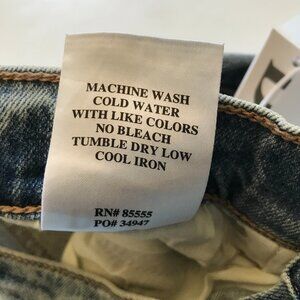 MACHINE WASH
COLD WATER
WITH LIKE COLORS
NO BLEACH
TUMBLE DRY LOW
COOL IRON
RN# 85555
PO# 34947